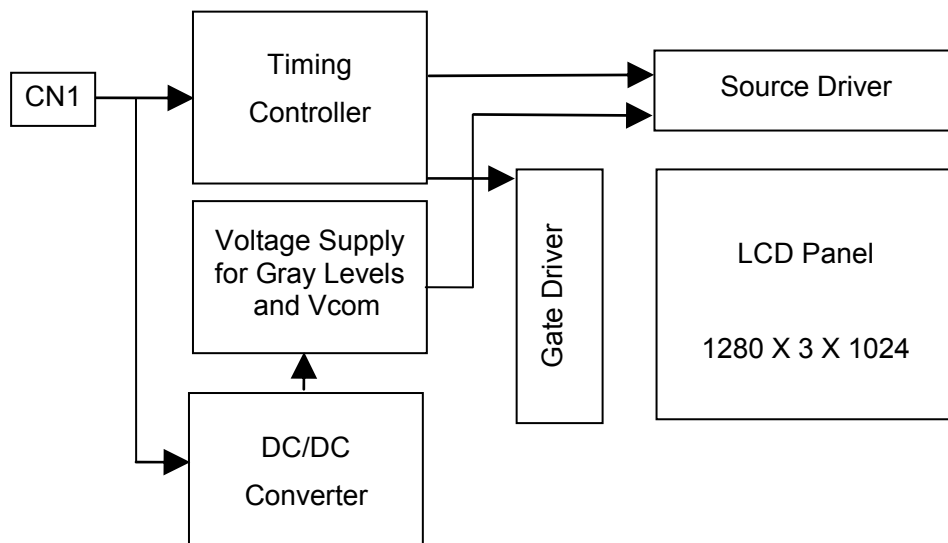 CN1
Timing
Controller
Source Driver
Voltage Supply
for Gray Levels
and Vcom
Gate Driver
LCD Panel
1280 X 3 X 1024
DC/DC
Converter